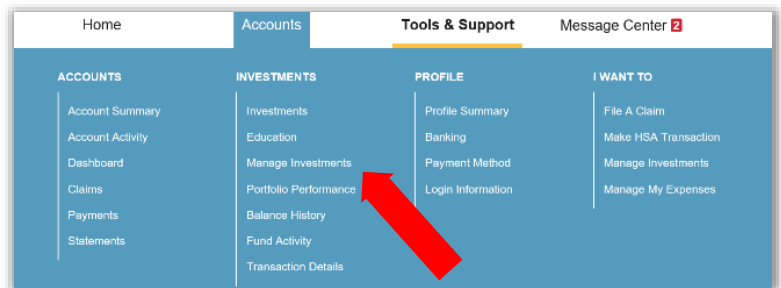 Home Accounts Tools & Support Message Center 2
ACCOUNTS
Account Summary
Account Activity
Dashboard
Claims
Payments
Statements
INVESTMENTS
Investments
Education
Manage Investments
Portfolio Performance
Balance History
Fund Activity
Transaction Details
PROFILE
Profile Summary
Banking
Payment Method
Login Information
I WANT TO
File A Claim
Make HSA Transaction
Manage Investments
Manage My Expenses